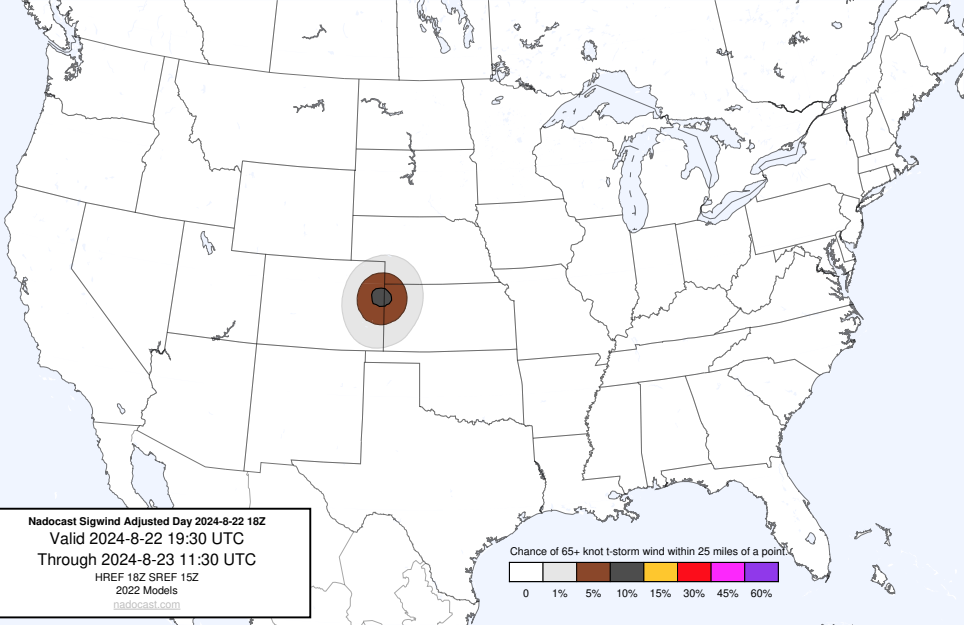 Nadocast Sigwind Adjusted Day 2024-8-22 18Z
Valid 2024-8-22 19:30 UTC
Through 2024-8-23 11:30 UTC
HREF 18Z SREF 15Z
2022 Models
nadocast.com
Chance of 65+ knot t-storm wind within 25 miles of a point.
0 1% 5% 10% 15% 30% 45% 60%